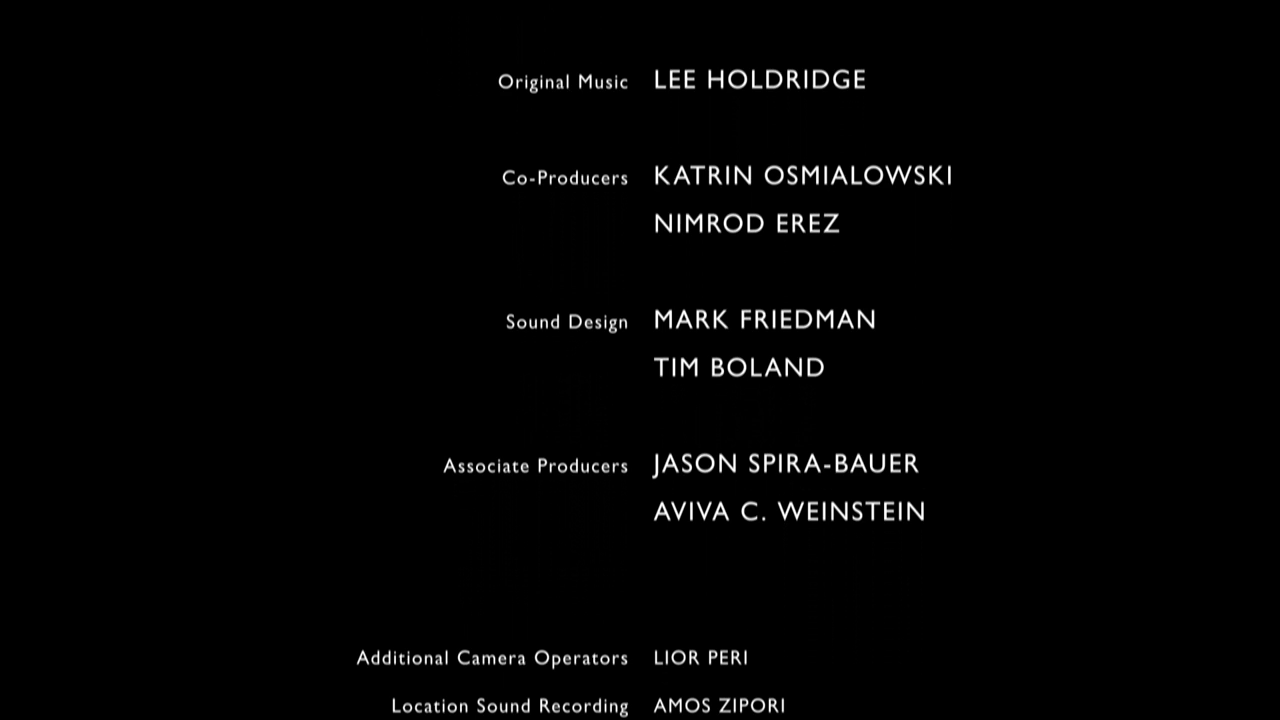 Original Music LEE HOLDRIDGE
Co-Producers KATRIN OSMIALOWSKI
NIMROD EREZ
Sound Design MARK FRIEDMAN
TIM BOLAND
Associate Producers JASON SPIRA-BAUER
AVIVA C. WEINSTEIN
Additional Camera Operators LIOR PERI
Location Sound Recording AMOS ZIPORI